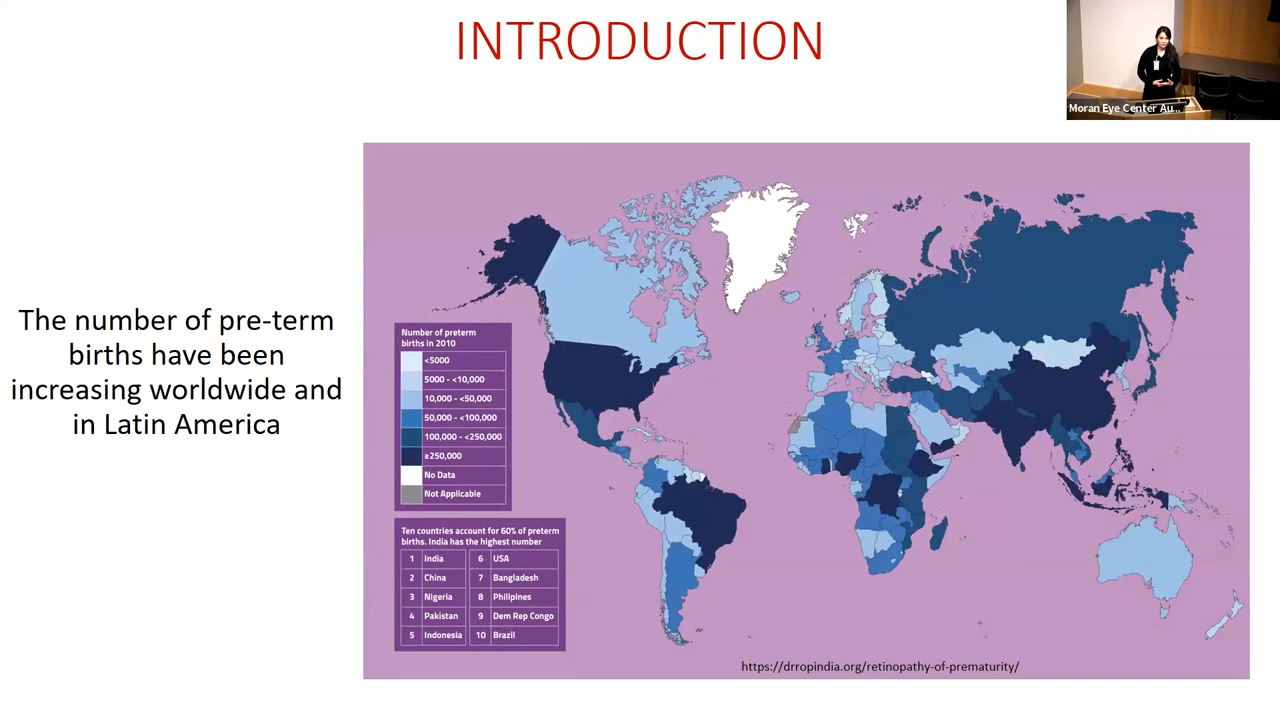 INTRODUCTION
Moran Eye Center Au...
The number of pre-term
births have been
increasing worldwide and
in Latin America
Number of preterm
births in 2010
<5000
5000 - <10,000
10,000 - <50,000
50,000 - <100,000
100,000 - <250,000
≥250,000
No Data
Not Applicable
Ten countries account for 60% of preterm
births. India has the highest number
1 India 6 USA
2 China 7 Bangladesh
3 Nigeria 8 Philipines
4 Pakistan 9 Dem Rep Congo
5 Indonesia 10 Brazil
https://drropindia.org/retinopathy-of-prematurity/